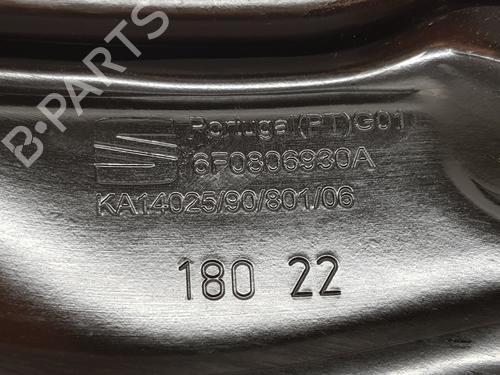 B-PARTS
Portugal(PT)G01
6F0806930A
KA14025/90/801/06
180 22